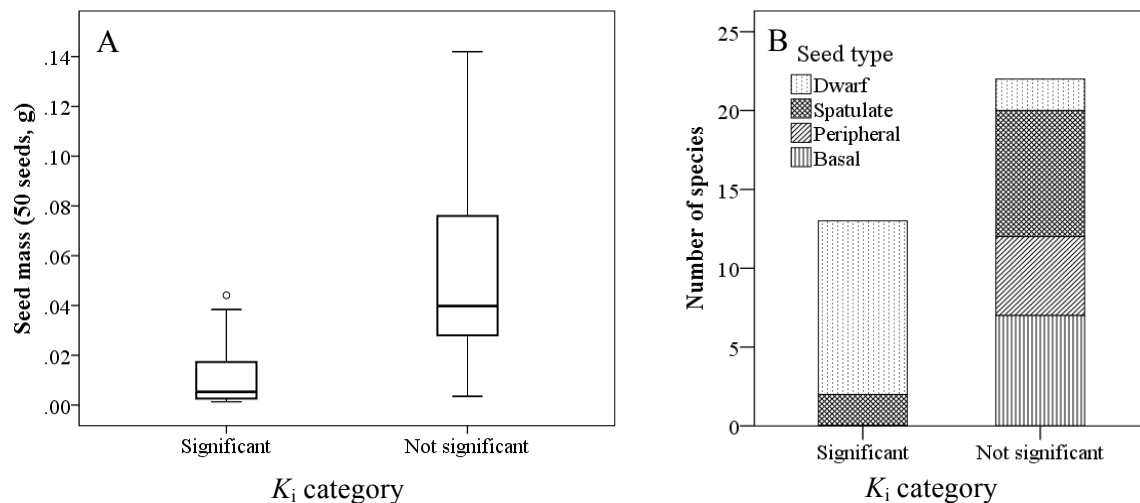 A
Seed mass (50 seeds, g)
.14
.12
.10
.08
.06
.04
.02
.00
Significant
Not significant
Ki category
B
Seed type
Dwarf
Spatulate
Peripheral
Basal
Number of species
25
20
15
10
5
0
Significant
Not significant
Ki category